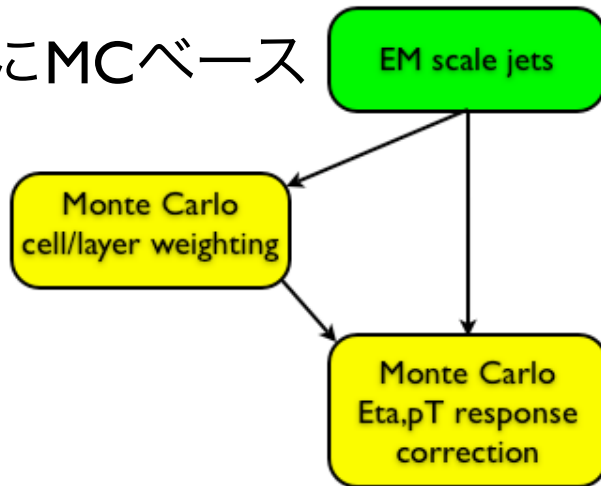 にMCベース
EM scale jets
Monte Carlo
cell/layer weighting
Monte Carlo
Eta,pT response
correction